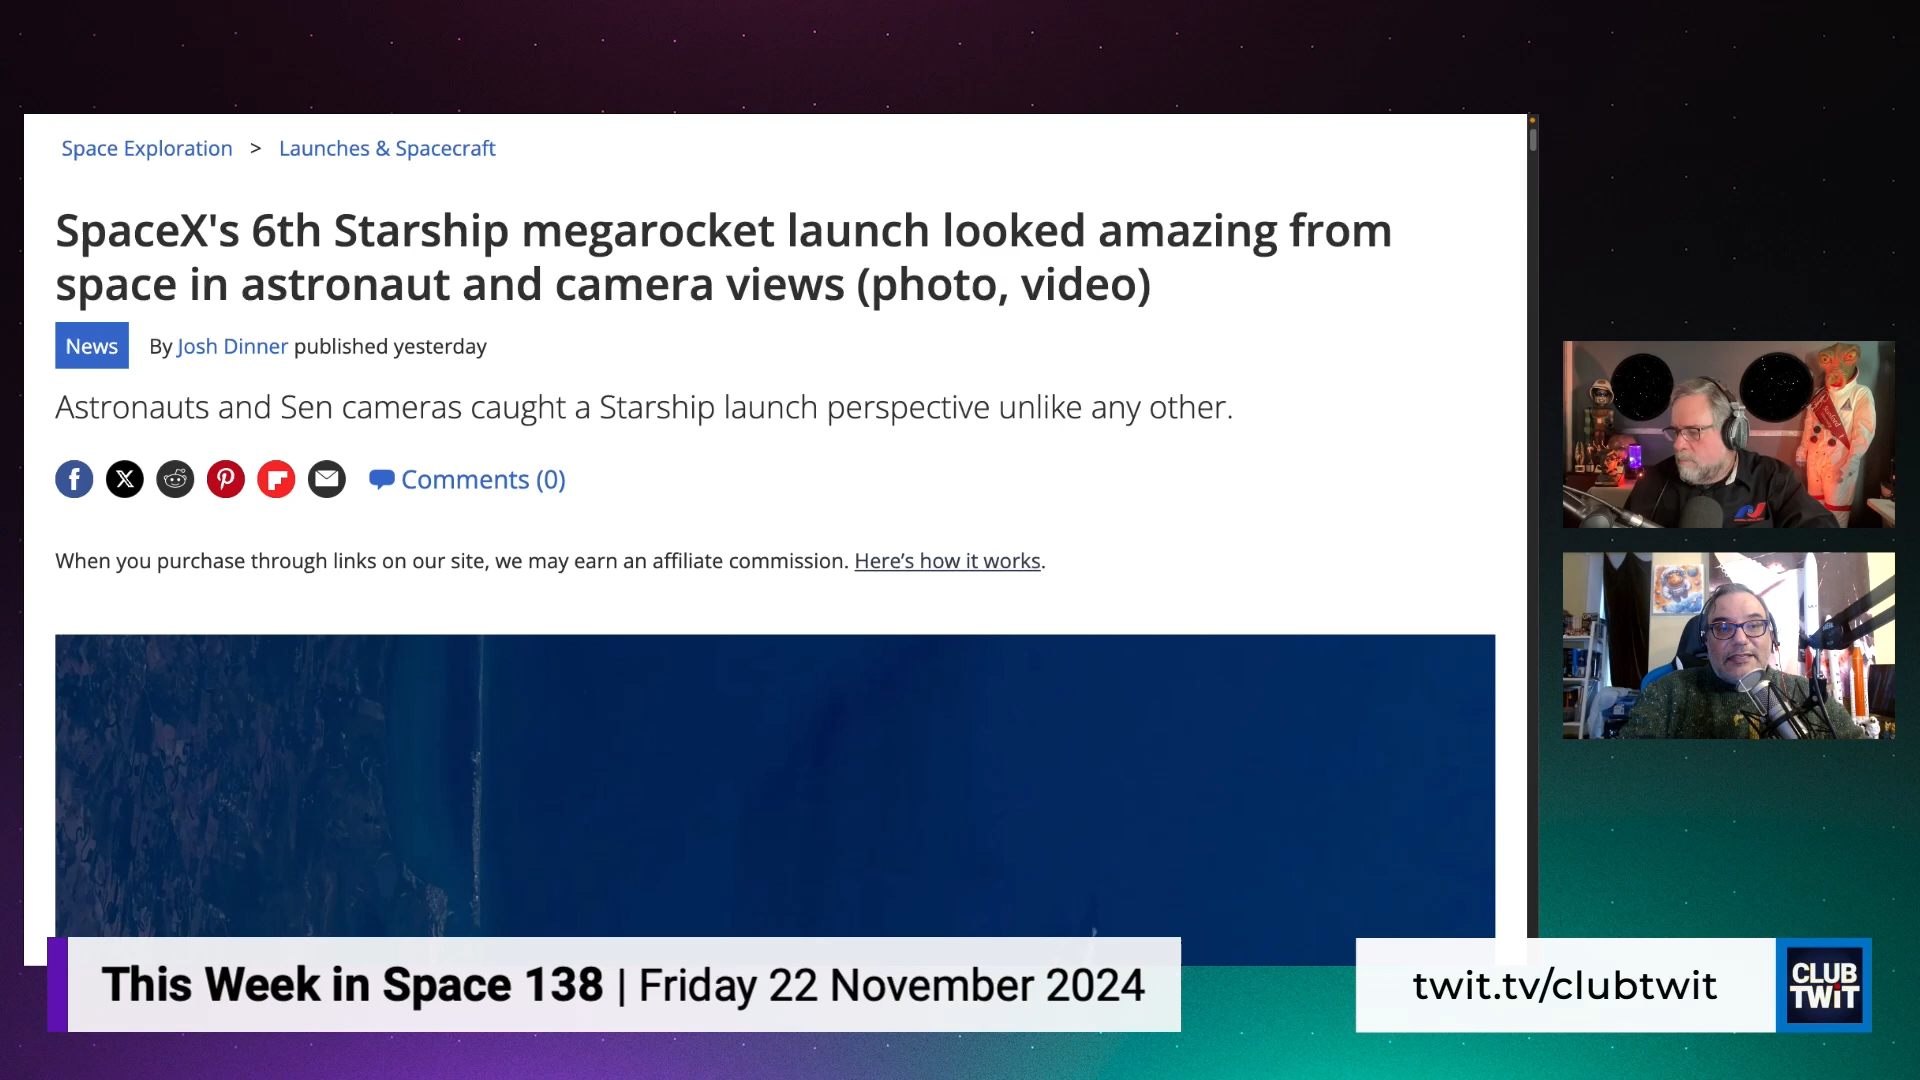 Space Exploration > Launches & Spacecraft
SpaceX's 6th Starship megarocket launch looked amazing from
space in astronaut and camera views (photo, video)
News By Josh Dinner published yesterday
Astronauts and Sen cameras caught a Starship launch perspective unlike any other.
Comments (0)
When you purchase through links on our site, we may earn an affiliate commission. Here’s how it works.
This Week in Space 138 | Friday 22 November 2024
twit.tv/clubtwit
CLUB
TWiT